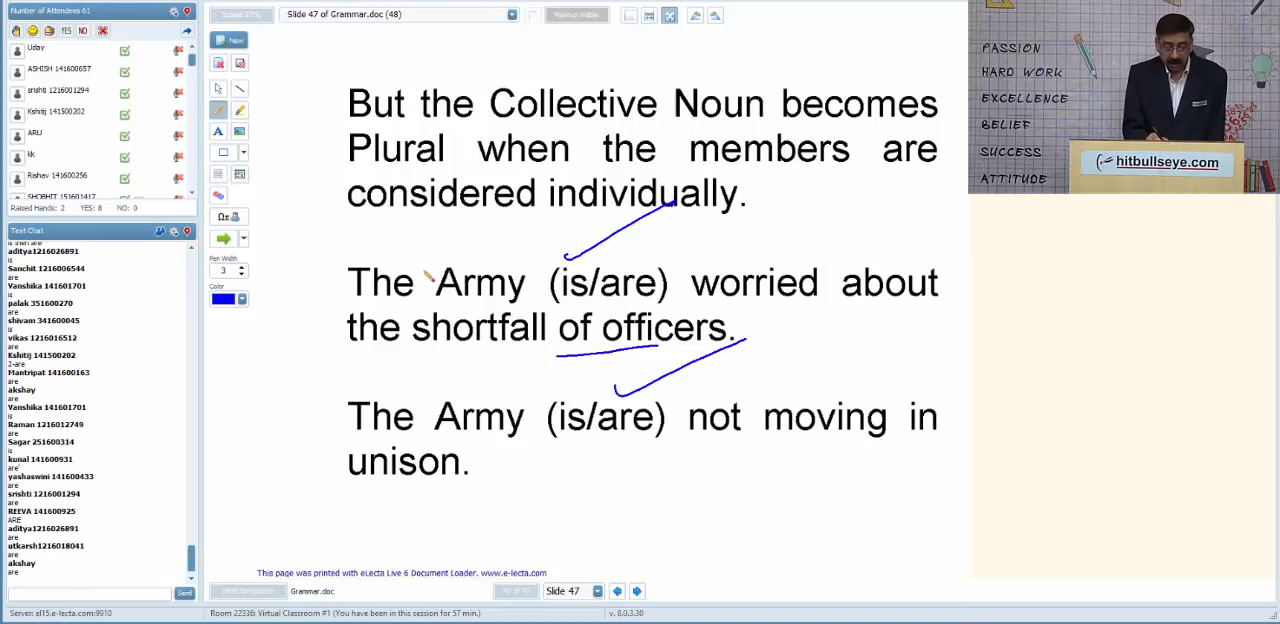 Number of Attendees 61
YES NO
Uday
ASHISH 141600657
srishti 1216001294
Kshitij 141500202
ARIJ
kk
Rishav 141600256
SHOBHIT 151601417
Raised Hands: 2 YES: 8 NO: 0
Text Chat
aditya1216026891
is
Sanchit 1216006544
are
Vanshika 141601701
is
palak 351600270
are
shivam 341600045
is
vikas 1216016512
are
Kshitij 141500202
2-are
Mantripat 141600163
are
akshay
are
Vanshika 141601701
are
Raman 1216012749
are
Sagar 251600314
is
kunal 141600931
are'
yashaswini 141600433
are
srishti 1216001294
are
REEVA 141600925
ARE
aditya1216026891
are
utkarsh1216018041
are
akshay
are
Send
Slide 47 of Grammar.doc (48)
Markup Visible
New
Pen Width
3
Color
But the Collective Noun becomes
Plural when the members are
considered individually.
The Army (is/are) worried about
the shortfall of officers.
The Army (is/are) not moving in
unison.
This page was printed with eLecta Live 6 Document Loader. www.e-lecta.com
Grammar.doc
Slide 47
Server: el15.e-lecta.com:9910
Room 22336: Virtual Classroom #1 (You have been in this session for 57 min.)
v. 8.0.3.30
PASSION
HARD WORK
EXCELLENCE
BELIEF
SUCCESS
ATTITUDE
hitbullseye.com